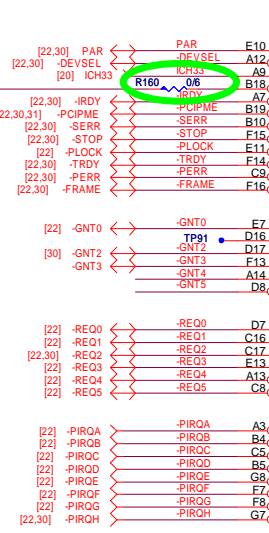 [22,30] PAR PAR E10
[22,30] -DEVSEL -DEVSEL A12
[20] ICH33 ICH33 A9
R160 0/6 B18
[22,30] -IRDY -IRDY A7
[22,30,31] -PCIPME -PCIPME B19
[22,30] -SERR -SERR B10
[22,30] -STOP -STOP F15
[22] -PLOCK -PLOCK E11
[22,30] -TRDY -TRDY F14
[22,30] -PERR -PERR C9
[22,30] -FRAME -FRAME F16
[22] -GNT0 -GNT0 E7
TP91 D16
[30] -GNT2 -GNT2 D17
-GNT3 -GNT3 F13
-GNT4 A14
-GNT5 D8
[22] -REQ0 -REQ0 D7
[22] -REQ1 -REQ1 C16
[22,30] -REQ2 -REQ2 C17
[22] -REQ3 -REQ3 E13
[22] -REQ4 -REQ4 A13
[22] -REQ5 -REQ5 C8
[22] -PIRQA -PIRQA A3
[22] -PIRQB -PIRQB B4
[22] -PIRQC -PIRQC C5
[22] -PIRQD -PIRQD B5
[22] -PIRQE -PIRQE G8
[22] -PIRQF -PIRQF F7
[22] -PIRQG -PIRQG F8
[22,30] -PIRQH -PIRQH G7